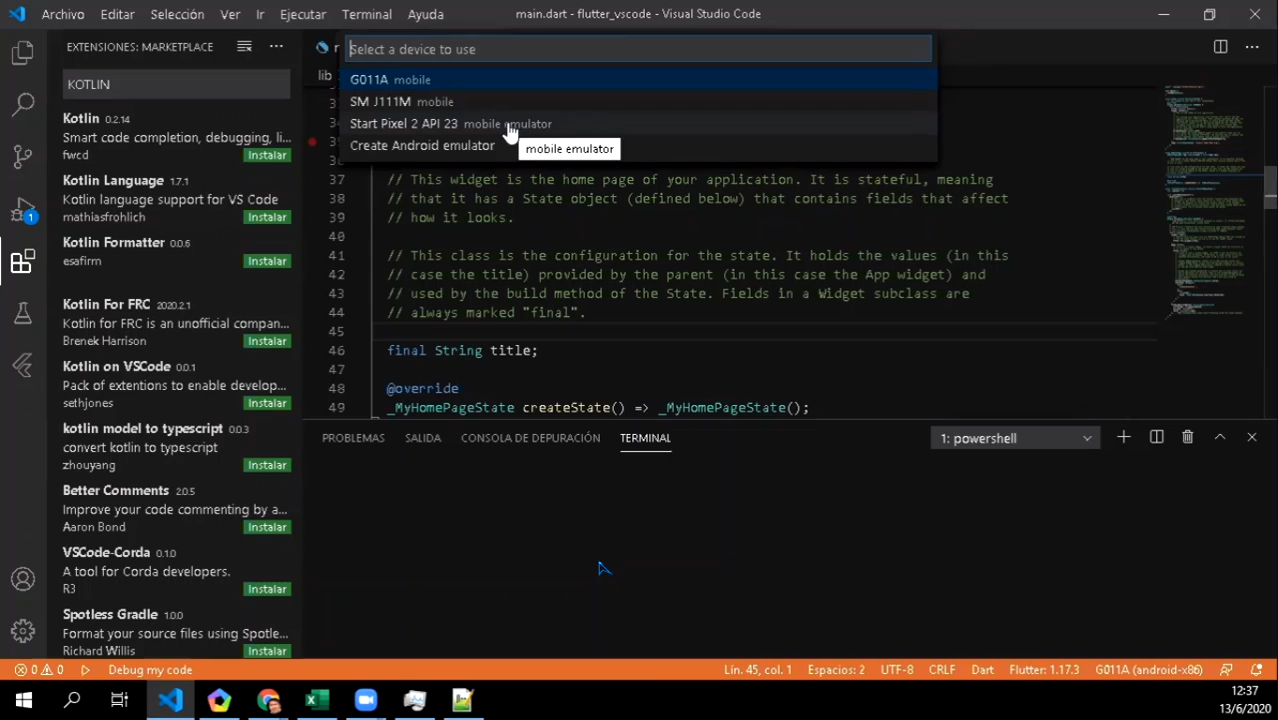 Archivo Editar Selección Ver Ir Ejecutar Terminal Ayuda main.dart - flutter_vscode - Visual Studio Code
EXTENSIONES: MARKETPLACE
KOTLIN
Kotlin 0.2.14
Smart code completion, debugging, li...
fwcd Instalar
Kotlin Language 1.7.1
Kotlin language support for VS Code
mathiasfrohlich Instalar
Kotlin Formatter 0.0.6
esafirm Instalar
Kotlin For FRC 2020.2.1
Kotlin for FRC is an unofficial compan...
Brenek Harrison Instalar
Kotlin on VSCode 0.0.1
Pack of extentions to enable develop...
sethjones Instalar
kotlin model to typescript 0.0.3
convert kotlin to typescript
zhouyang Instalar
Better Comments 2.0.5
Improve your code commenting by a...
Aaron Bond Instalar
VSCode-Corda 0.1.0
A tool for Corda developers.
R3 Instalar
Spotless Gradle 1.0.0
Format your source files using Spotle...
Richard Willis Instalar
Select a device to use
G011A mobile
SM J111M mobile
Start Pixel 2 API 23 mobile emulator
Create Android emulator
mobile emulator
lib
37 // This widget is the home page of your application. It is stateful, meaning
38 // that it has a State object (defined below) that contains fields that affect
39 // how it looks.
40
41 // This class is the configuration for the state. It holds the values (in this
42 // case the title) provided by the parent (in this case the App widget) and
43 // used by the build method of the State. Fields in a Widget subclass are
44 // always marked "final".
45
46 final String title;
47
48 @override
49 _MyHomePageState createState() => _MyHomePageState();
PROBLEMAS SALIDA CONSOLA DE DEPURACIÓN TERMINAL 1: powershell
1
0 0 Debug my code Lín. 45, col. 1 Espacios: 2 UTF-8 CRLF Dart Flutter: 1.17.3 G011A (android-x86)
12:37
13/6/2020